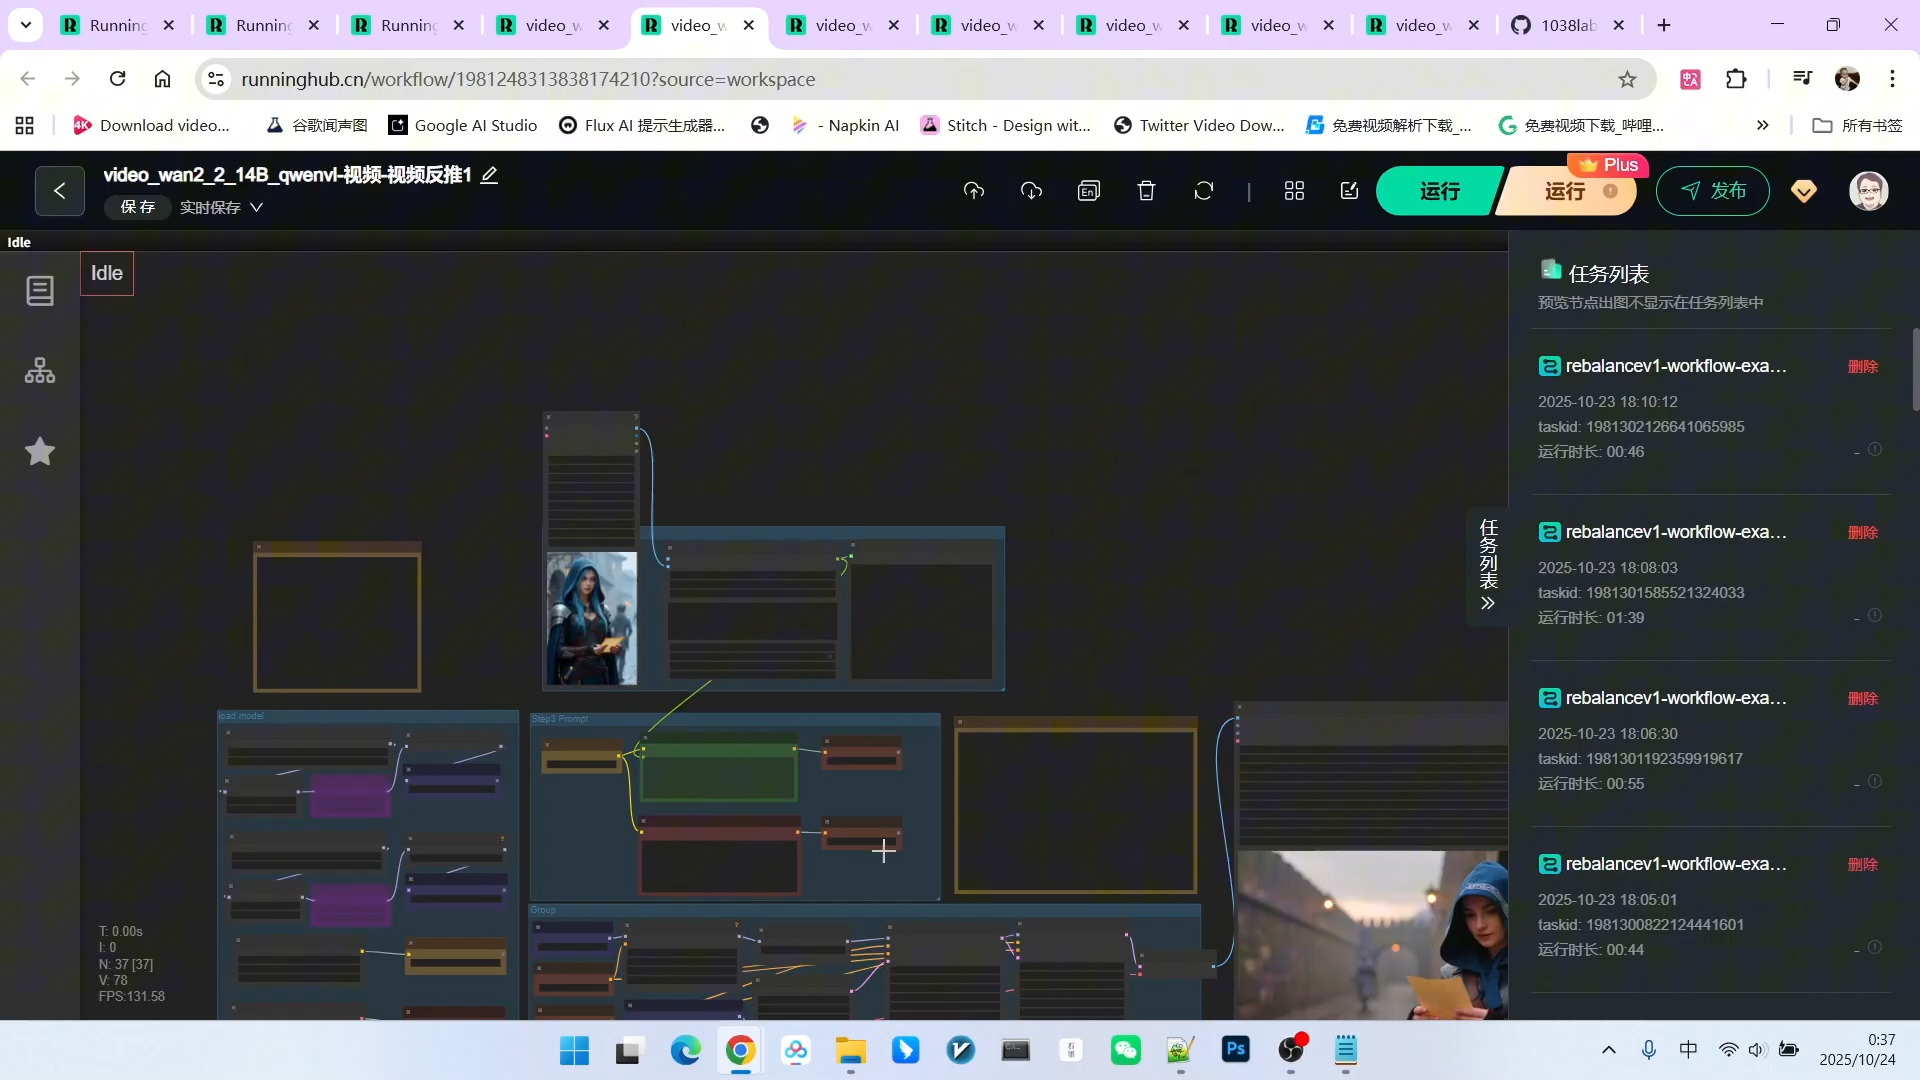 Running
Running
Running
video_w
video_w
video_w
video_w
video_w
video_w
video_w
1038lab
runninghub.cn/workflow/1981248313838174210?source=workspace
Download video...
谷歌闻声图
Google AI Studio
Flux AI 提示生成器...
- Napkin AI
Stitch - Design wit...
Twitter Video Dow...
免费视频解析下载_...
免费视频下载_哔哩...
所有书签
video_wan2_2_14B_qwenvl-视频-视频反推1
保存
实时保存
En
运行
运行
Plus
发布
Idle
Idle
任务列表
预览节点出图不显示在任务列表中
rebalancev1-workflow-exa...
删除
2025-10-23 18:10:12
taskid: 1981302126641065985
运行时长: 00:46
rebalancev1-workflow-exa...
删除
2025-10-23 18:08:03
taskid: 1981301585521324033
运行时长: 01:39
rebalancev1-workflow-exa...
删除
2025-10-23 18:06:30
taskid: 1981301192359919617
运行时长: 00:55
rebalancev1-workflow-exa...
删除
2025-10-23 18:05:01
taskid: 1981300822124441601
运行时长: 00:44
任务列表
load model
Step3 Prompt
Group
T: 0.00s
I: 0
N: 37 [37]
V: 78
FPS:131.58
Ps
中
0:37
2025/10/24